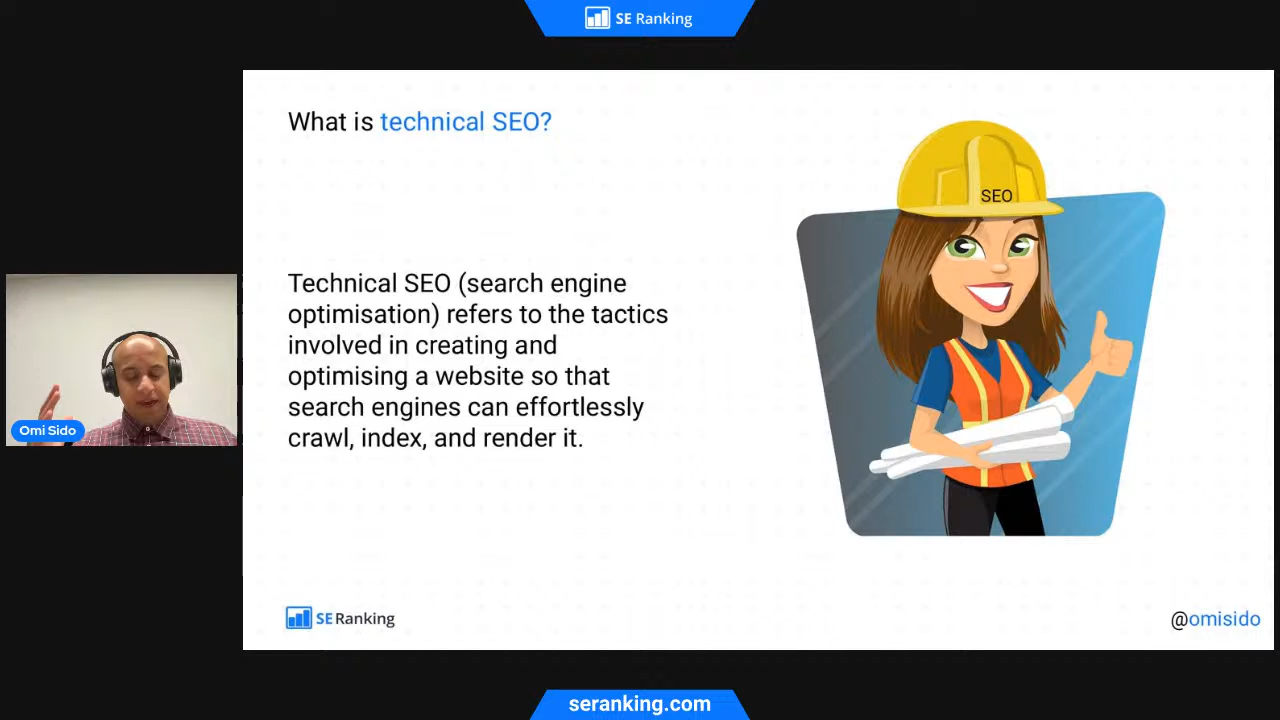 SE Ranking
What is technical SEO?
SEO
Technical SEO (search engine
optimisation) refers to the tactics
involved in creating and
optimising a website so that
search engines can effortlessly
crawl, index, and render it.
Omi Sido
SE Ranking
@omisido
seranking.com